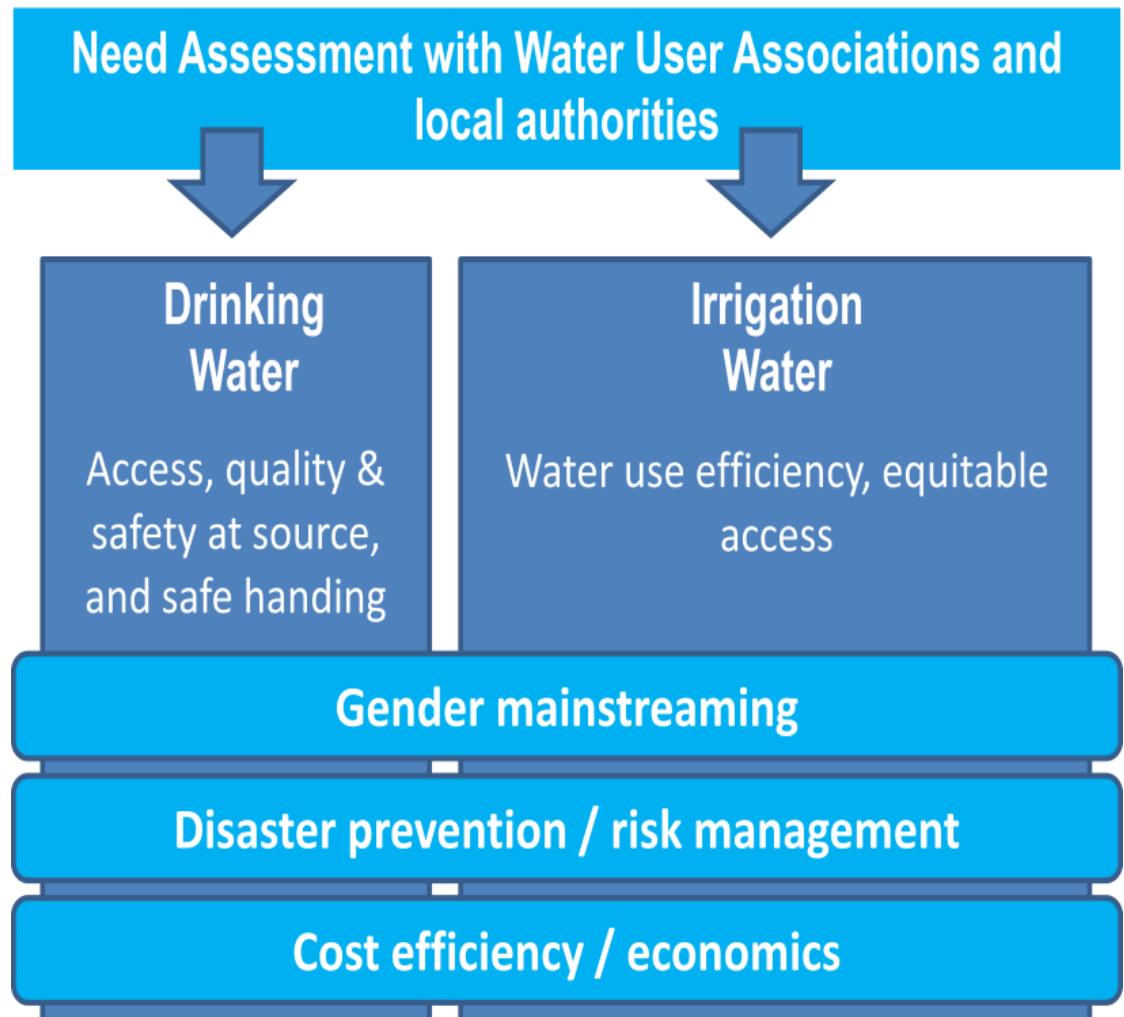 Need Assessment with Water User Associations and
local authorities
Drinking
Water
Access, quality &
safety at source,
and safe handing
Irrigation
Water
Water use efficiency, equitable
access
Gender mainstreaming
Disaster prevention / risk management
Cost efficiency / economics